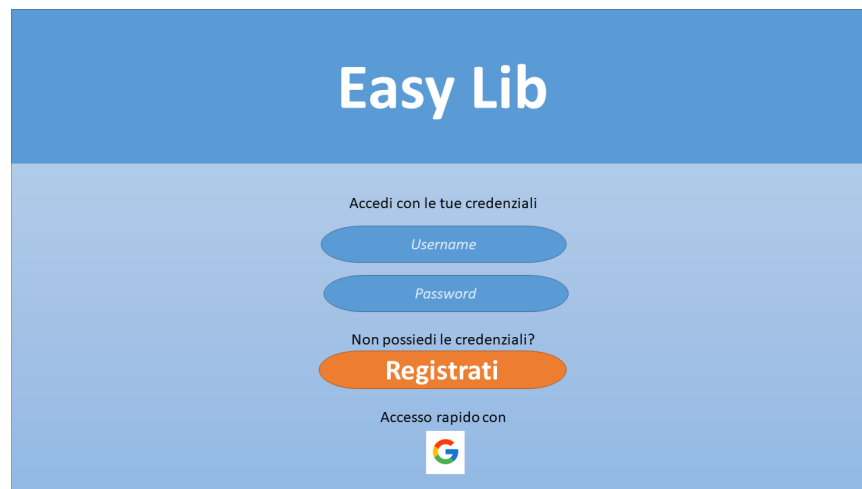 Easy Lib
Accedi con le tue credenziali
Username
Password
Non possiedi le credenziali?
Registrati
Accesso rapido con
G